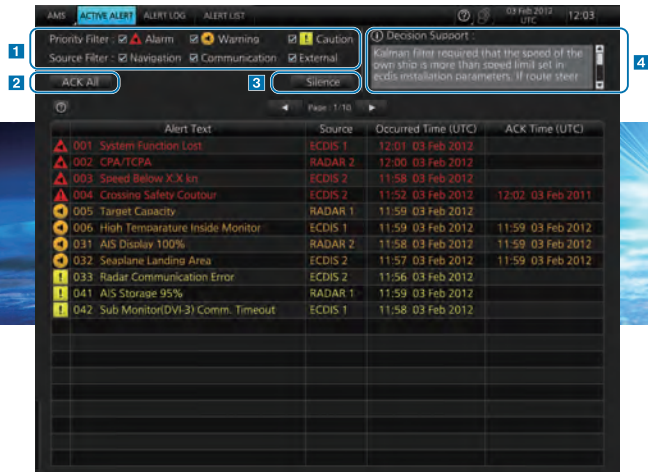 AMS ACTIVE ALERT ALERT LOG ALERT LIST 03 Feb 2012 UTC 12:03
1 Priority Filter : Alarm Warning Caution
Source Filter : Navigation Communication External
Decision Support :
Kalman filter required that the speed of the
own ship is more than speed limit set in
ecdis installation parameters. If route steer
4
2 ACK All
3 Silence
Page : 1/10
Alert Text Source Occurred Time (UTC) ACK Time (UTC)
001 System Function Lost ECDIS 1 12:01 03 Feb 2012
002 CPA/TCPA RADAR 2 12:00 03 Feb 2012
003 Speed Below X.X kn ECDIS 2 11:58 03 Feb 2012
004 Crossing Safety Coutour ECDIS 2 11:52 03 Feb 2012 12:02 03 Feb 2011
005 Target Capacity RADAR 1 11:59 03 Feb 2012
006 High Temparature Inside Monitor ECDIS 1 11:59 03 Feb 2012 11:59 03 Feb 2012
031 AIS Display 100% RADAR 2 11:58 03 Feb 2012 11:59 03 Feb 2012
032 Seaplane Landing Area ECDIS 2 11:57 03 Feb 2012 11:59 03 Feb 2012
033 Radar Communication Error ECDIS 2 11:56 03 Feb 2012
041 AIS Storage 95% RADAR 1 11:59 03 Feb 2012
042 Sub Monitor(DVI-3) Comm. Timeout ECDIS 1 11:58 03 Feb 2012